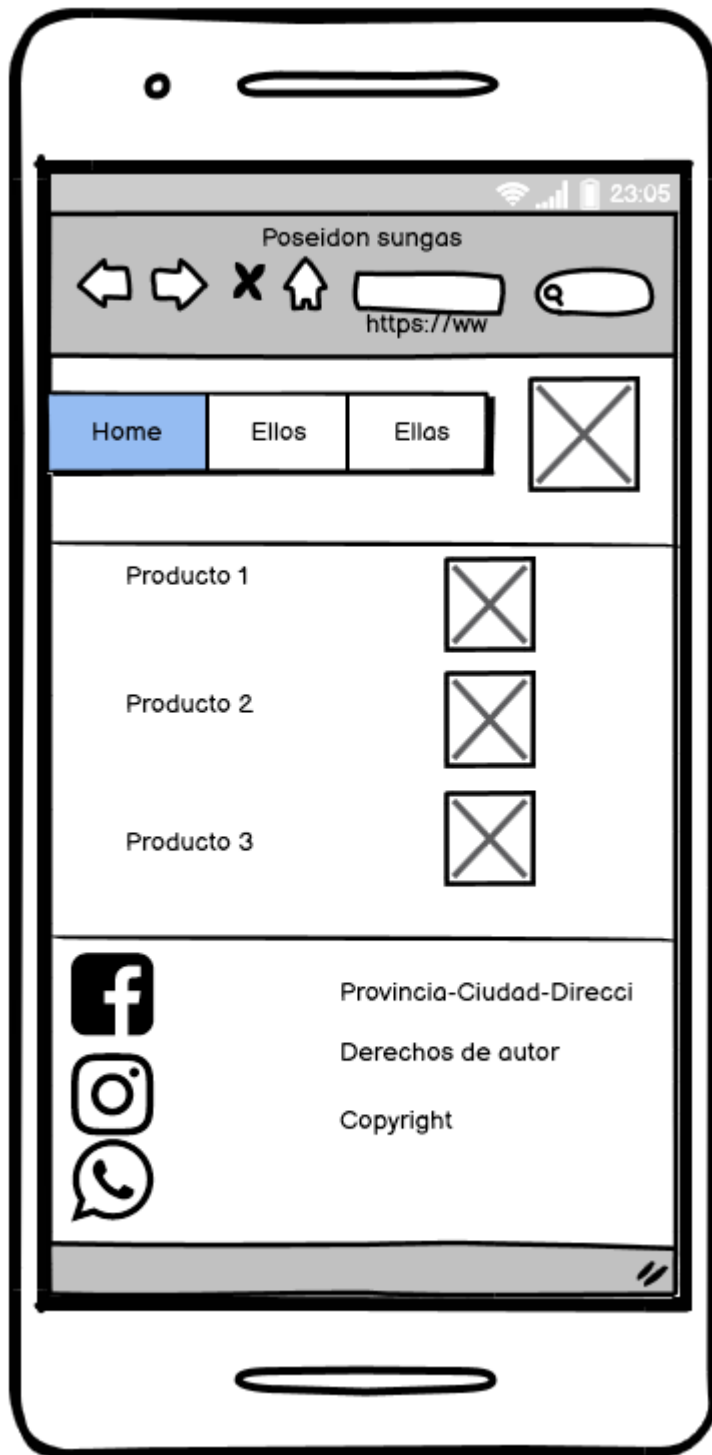 23:05
Poseidon sungas
https://ww
Home Ellos Ellas
Producto 1
Producto 2
Producto 3
Provincia-Ciudad-Direcci
Derechos de autor
Copyright